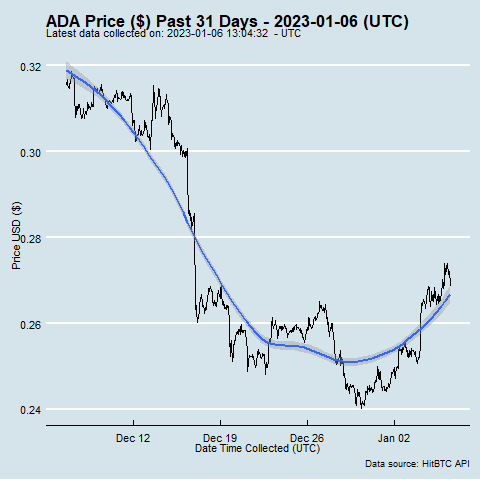 ADA Price ($) Past 31 Days - 2023-01-06 (UTC)
Latest data collected on: 2023-01-06 13:04:32 - UTC
0.32
0.30
0.28
0.26
0.24
Price USD ($)
Dec 12 Dec 19 Dec 26 Jan 02
Date Time Collected (UTC)
Data source: HitBTC API